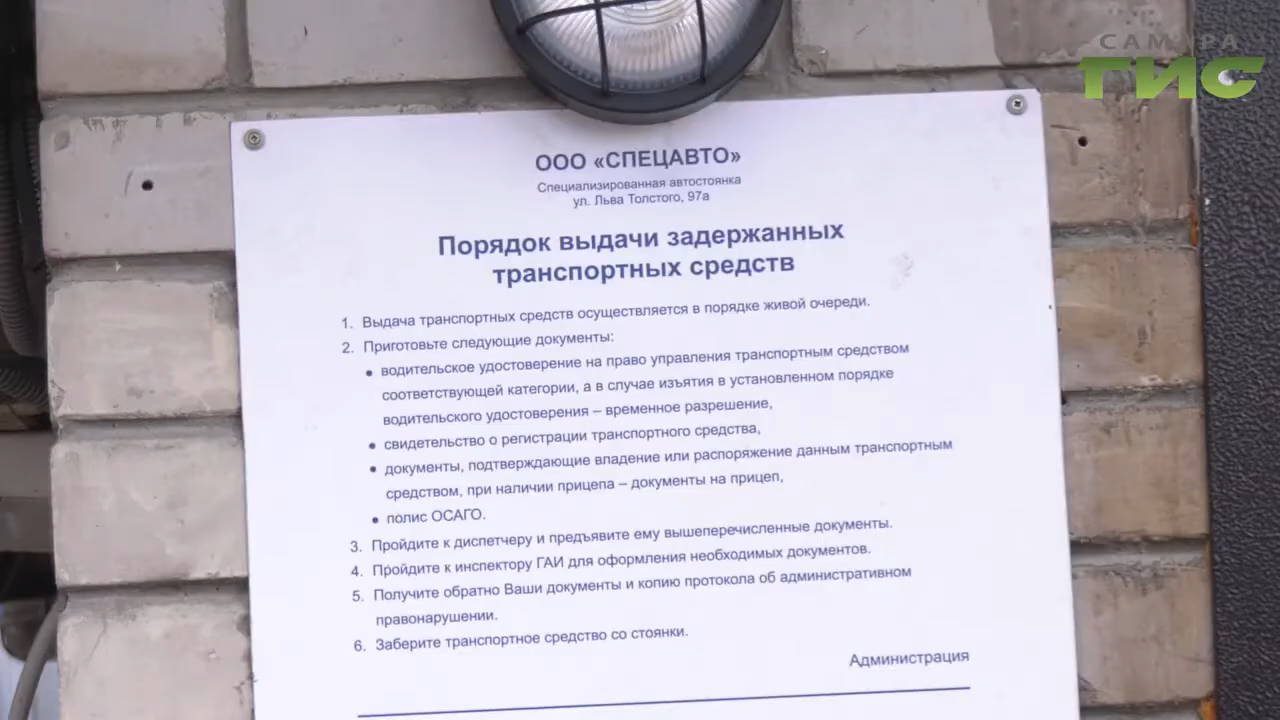 САМАРА
ГИС
ООО «СПЕЦАВТО»
Специализированная автостоянка
ул. Льва Толстого, 97а
Порядок выдачи задержанных
транспортных средств
1. Выдача транспортных средств осуществляется в порядке живой очереди.
2. Приготовьте следующие документы:
• водительское удостоверение на право управления транспортным средством
соответствующей категории, а в случае изъятия в установленном порядке
водительского удостоверения – временное разрешение,
• свидетельство о регистрации транспортного средства,
• документы, подтверждающие владение или распоряжение данным транспортным
средством, при наличии прицепа – документы на прицеп,
• полис ОСАГО.
3. Пройдите к диспетчеру и предъявите ему вышеперечисленные документы.
4. Пройдите к инспектору ГАИ для оформления необходимых документов.
5. Получите обратно Ваши документы и копию протокола об административном
правонарушении.
6. Заберите транспортное средство со стоянки.
Администрация